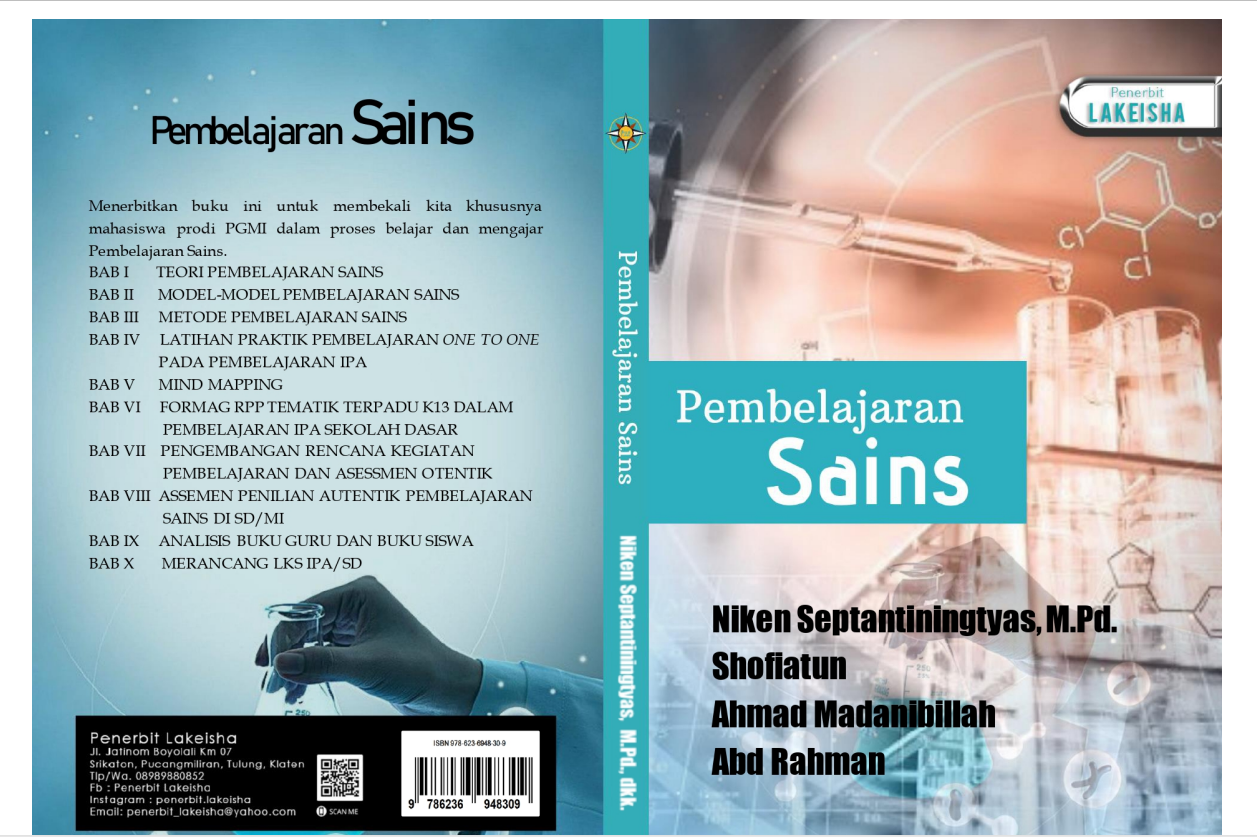 Pembelajaran Sains
Menerbitkan buku ini untuk membekali kita khususnya
mahasiswa prodi PGMI dalam proses belajar dan mengajar
Pembelajaran Sains.
BAB I TEORI PEMBELAJARAN SAINS
BAB II MODEL-MODEL PEMBELAJARAN SAINS
BAB III METODE PEMBELAJARAN SAINS
BAB IV LATIHAN PRAKTIK PEMBELAJARAN ONE TO ONE
PADA PEMBELAJARAN IPA
BAB V MIND MAPPING
BAB VI FORMAG RPP TEMATIK TERPADU K13 DALAM
PEMBELAJARAN IPA SEKOLAH DASAR
BAB VII PENGEMBANGAN RENCANA KEGIATAN
PEMBELAJARAN DAN ASESSMEN OTENTIK
BAB VIII ASSEMEN PENILIAN AUTENTIK PEMBELAJARAN
SAINS DI SD/MI
BAB IX ANALISIS BUKU GURU DAN BUKU SISWA
BAB X MERANCANG LKS IPA/SD
250
Penerbit Lakeisha
Jl. Jatinom Boyolali Km 07
Srikaton, Pucangmiliran, Tulung, Klaten
Tlp/Wa. 08989880852
Fb : Penerbit Lakeisha
Instagram : penerbit.lakeisha
Email: penerbit_lakeisha@yahoo.com
SCAN ME
ISBN 978-623-6948-30-9
9 786236 948309
Pembelajaran Sains
Niken Septantiningtyas, M.Pd., dkk.
Penerbit
LAKEISHA
Cl
Cl
O
Pembelajaran
Sains
Niken Septantiningtyas, M.Pd.
Shofiatun
Ahmad Madanibillah
Abd Rahman